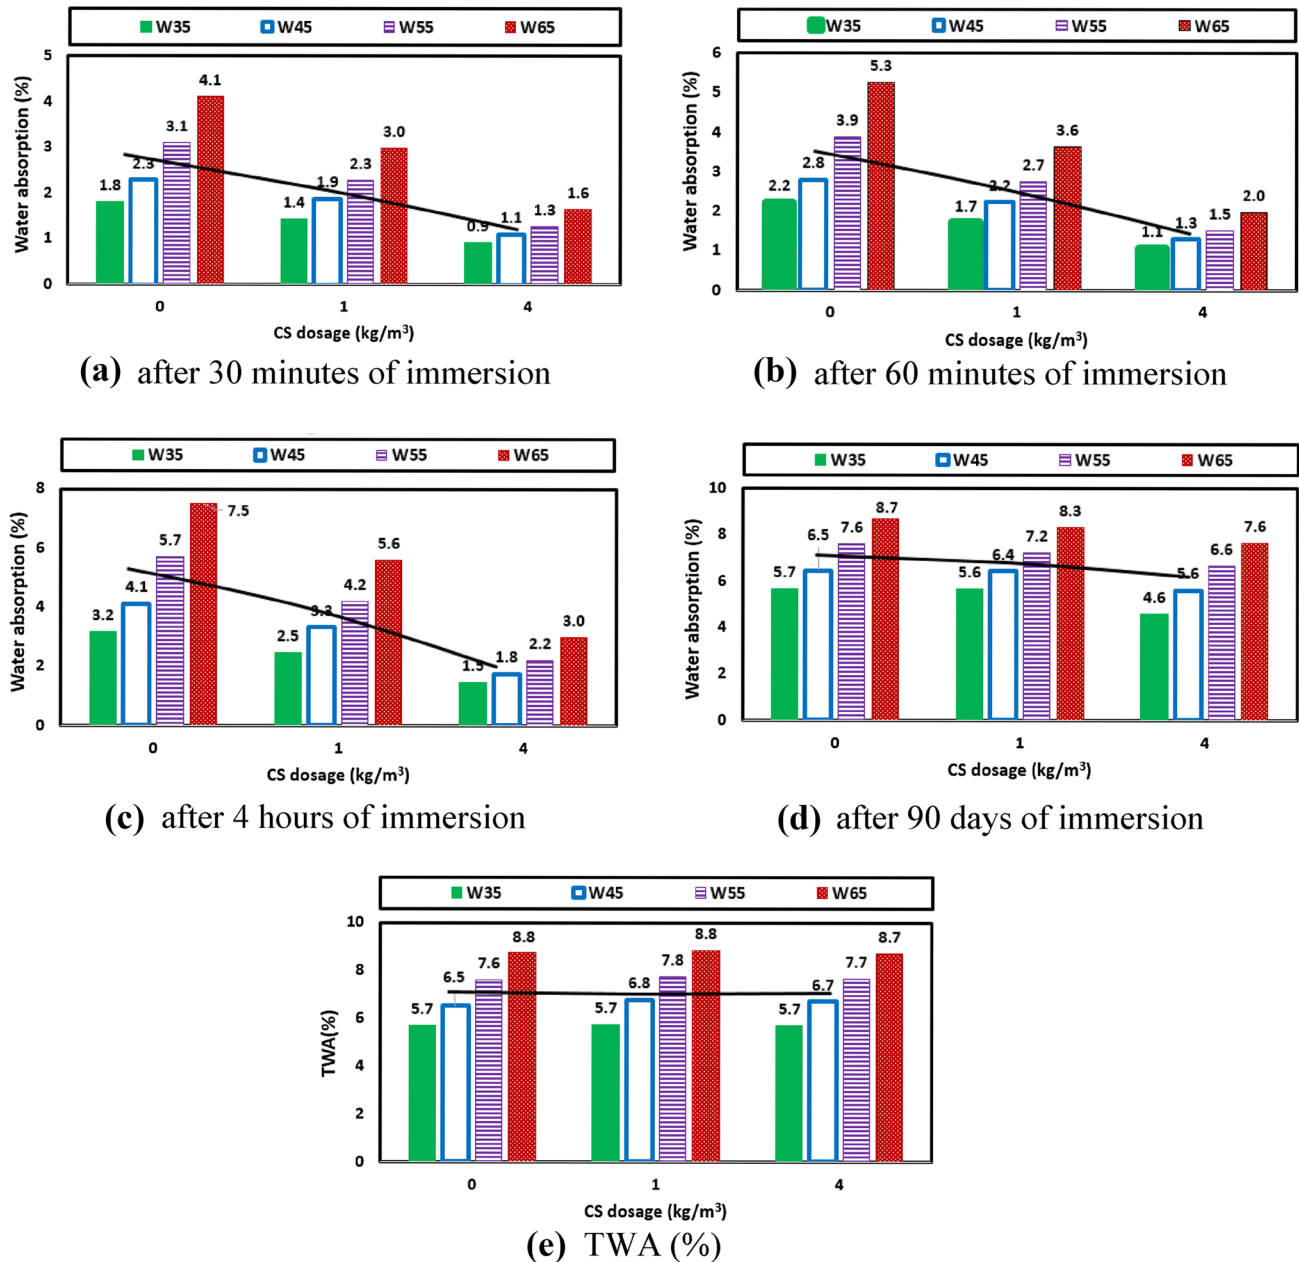 W35 W45 W55 W65
Water absorption (%)
5
4
3
2
1
0
1.8 2.3 3.1 4.1
1.4 1.9 2.3 3.0
0.9 1.1 1.3 1.6
0 1 4
CS dosage (kg/m³)
(a) after 30 minutes of immersion
W35 W45 W55 W65
Water absorption (%)
6
5
4
3
2
1
0
2.2 2.8 3.9 5.3
1.7 2.2 2.7 3.6
1.1 1.3 1.5 2.0
0 1 4
CS dosage (kg/m³)
(b) after 60 minutes of immersion
W35 W45 W55 W65
Water absorption (%)
8
6
4
2
0
3.2 4.1 5.7 7.5
2.5 3.3 4.2 5.6
1.5 1.8 2.2 3.0
0 1 4
CS dosage (kg/m³)
(c) after 4 hours of immersion
W35 W45 W55 W65
Water absorption (%)
10
8
6
4
2
0
5.7 6.5 7.6 8.7
5.6 6.4 7.2 8.3
4.6 5.6 6.6 7.6
0 1 4
CS dosage (kg/m³)
(d) after 90 days of immersion
W35 W45 W55 W65
TWA(%)
10
8
6
4
2
0
5.7 6.5 7.6 8.8
5.7 6.8 7.8 8.8
5.7 6.7 7.7 8.7
0 1 4
CS dosage (kg/m³)
(e) TWA (%)